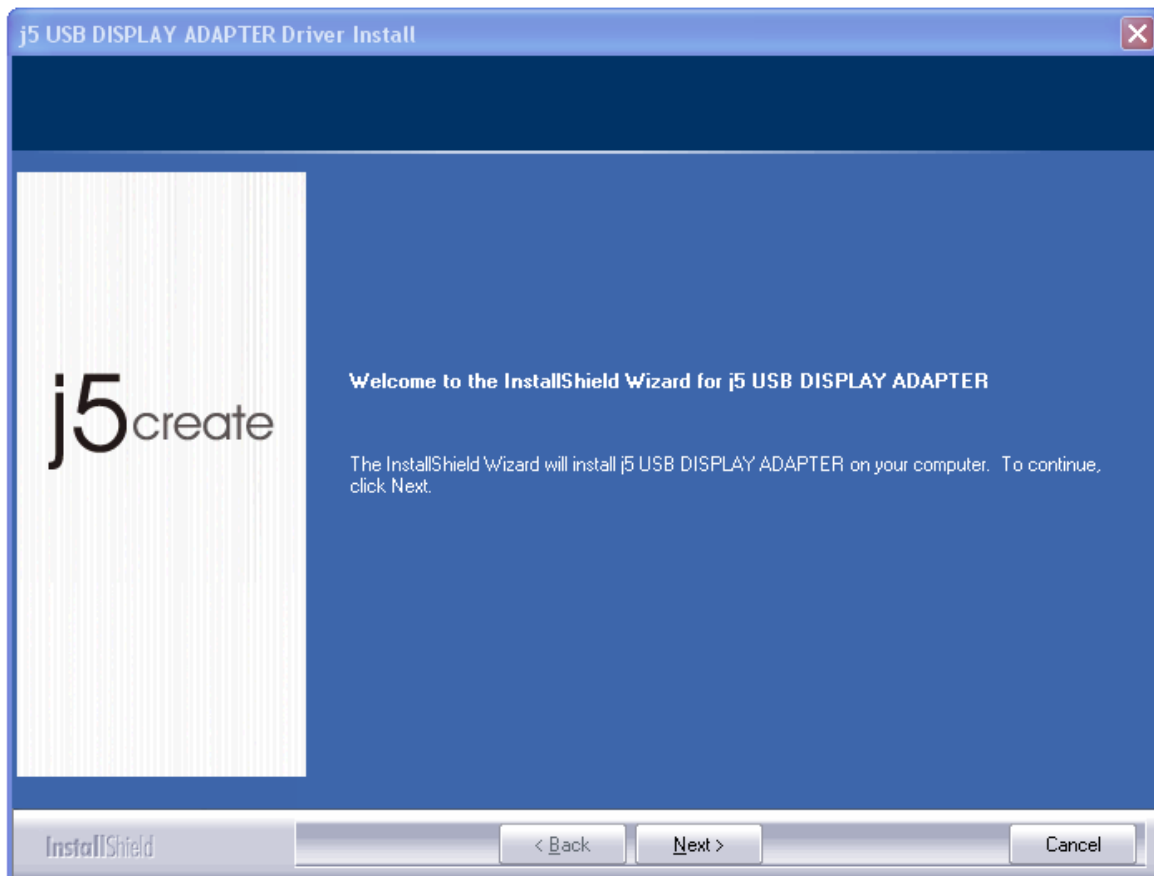 j5 USB DISPLAY ADAPTER Driver Install
j5create
Welcome to the InstallShield Wizard for j5 USB DISPLAY ADAPTER
The InstallShield Wizard will install j5 USB DISPLAY ADAPTER on your computer.  To continue,
click Next.
InstallShield
< Back
Next >
Cancel